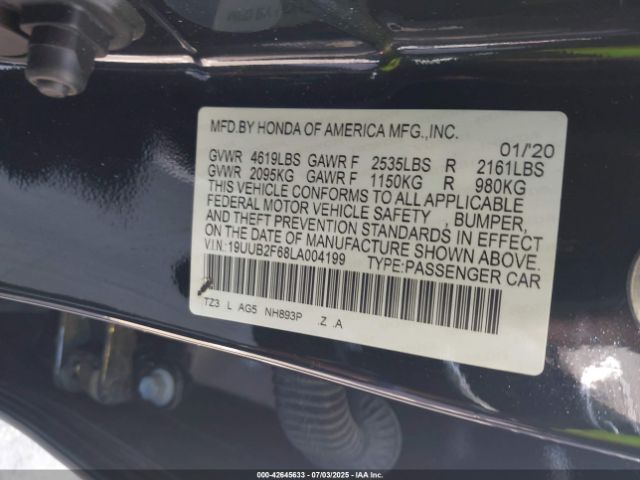 MFD.BY HONDA OF AMERICA MFG.,INC.
01/'20
GVWR 4619LBS GAWR F 2535LBS R 2161LBS
GVWR 2095KG GAWR F 1150KG R 980KG
THIS VEHICLE CONFORMS TO ALL APPLICABLE
FEDERAL MOTOR VEHICLE SAFETY , BUMPER,
AND THEFT PREVENTION STANDARDS IN EFFECT
ON THE DATE OF MANUFACTURE SHOWN ABOVE.
V.I.N:19UUB2F68LA004199 TYPE:PASSENGER CAR
TZ3 L AG5 NH893P .Z .A
000-42645633 - 07/03/2025 - IAA Inc.